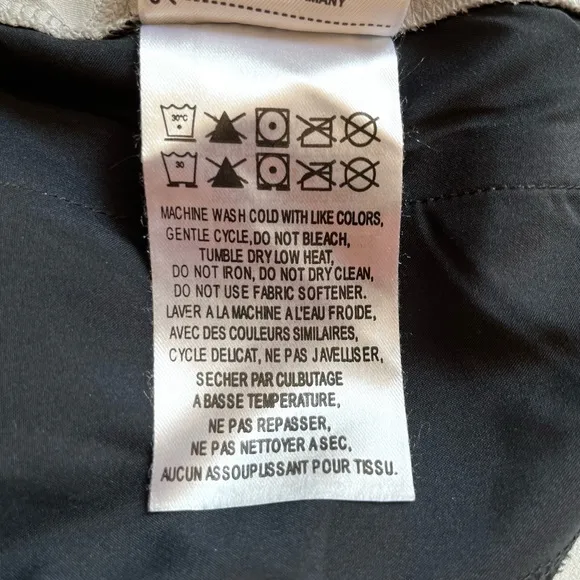 MANY
30°C
30
MACHINE WASH COLD WITH LIKE COLORS,
GENTLE CYCLE,DO NOT BLEACH,
TUMBLE DRY LOW HEAT,
DO NOT IRON, DO NOT DRY CLEAN,
DO NOT USE FABRIC SOFTENER.
LAVER A LA MACHINE A L'EAU FROIDE,
AVEC DES COULEURS SIMILAIRES,
CYCLE DELICAT, NE PAS JAVELLISER,
SECHER PAR CULBUTAGE
A BASSE TEMPERATURE,
NE PAS REPASSER,
NE PAS NETTOYER A SEC,
AUCUN ASSOUPLISSANT POUR TISSU.